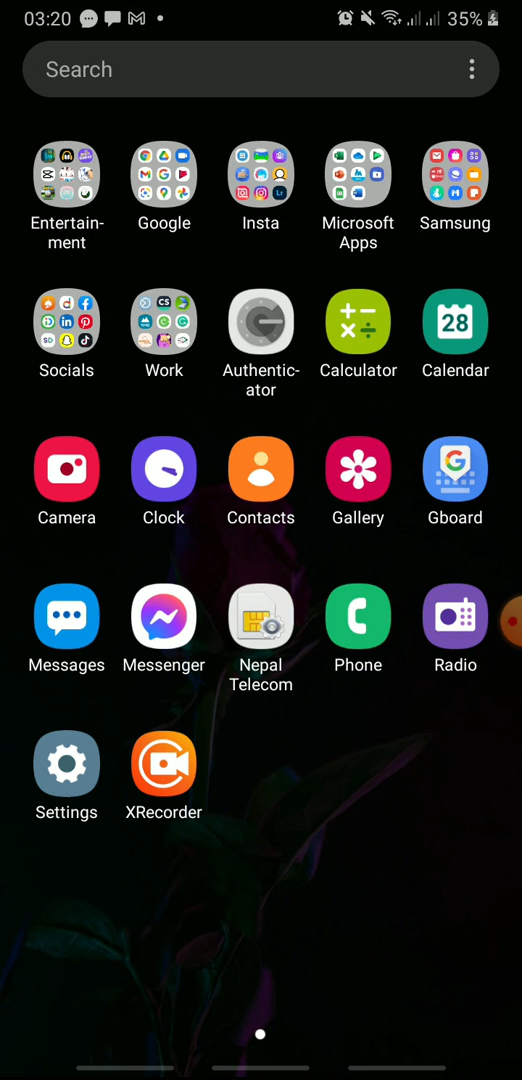 03:20 35%
Search
Entertain-
ment
Google
Insta
Microsoft
Apps
Samsung
Socials
Work
Authentic-
ator
Calculator
28
Calendar
Camera
Clock
Contacts
Gallery
Gboard
Messages
Messenger
Nepal
Telecom
Phone
Radio
Settings
XRecorder